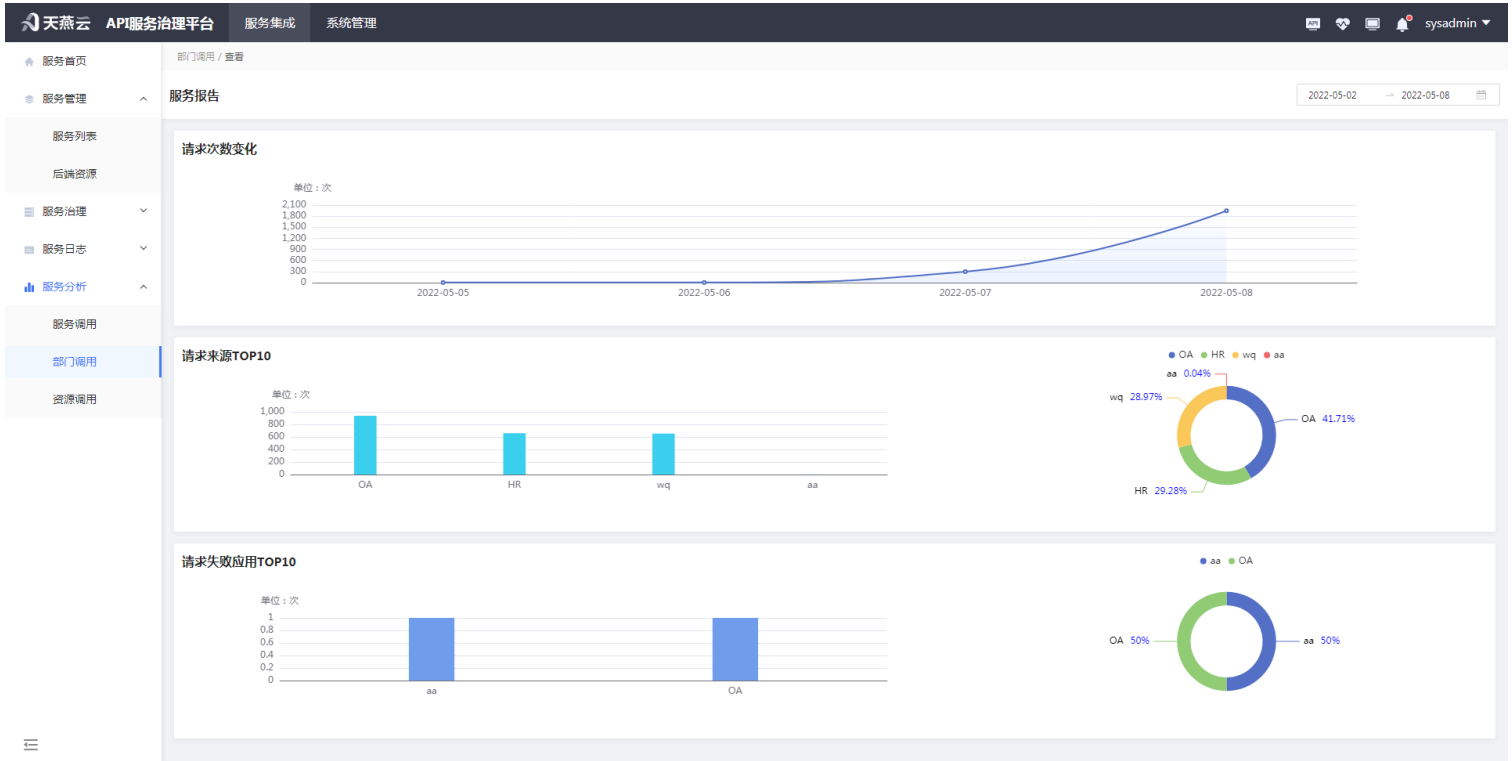 天燕云 API服务治理平台 服务集成 系统管理 API sysadmin
服务首页
服务管理
服务列表
后端资源
服务治理
服务日志
服务分析
服务调用
部门调用
资源调用
部门调用 / 查看
服务报告
2022-05-02 → 2022-05-08
请求次数变化
单位：次
2,100
1,800
1,500
1,200
900
600
300
0
2022-05-05 2022-05-06 2022-05-07 2022-05-08
请求来源TOP10
单位：次
1,000
800
600
400
200
0
OA HR wq aa
OA HR wq aa
aa 0.04%
wq 28.97%
OA 41.71%
HR 29.28%
请求失败应用TOP10
单位：次
1
0.8
0.6
0.4
0.2
0
aa OA
aa OA
OA 50%
aa 50%